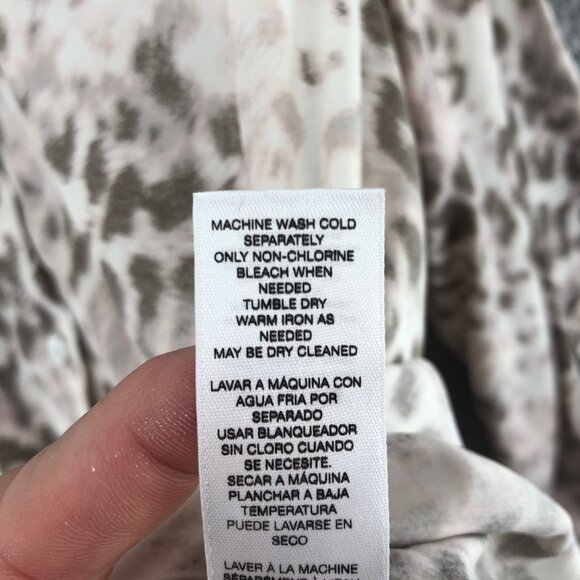 MACHINE WASH COLD
SEPARATELY
ONLY NON-CHLORINE
BLEACH WHEN
NEEDED
TUMBLE DRY
WARM IRON AS
NEEDED
MAY BE DRY CLEANED
LAVAR A MÁQUINA CON
AGUA FRIA POR
SEPARADO
USAR BLANQUEADOR
SIN CLORO CUANDO
SE NECESITE.
SECAR A MÁQUINA
PLANCHAR A BAJA
TEMPERATURA
PUEDE LAVARSE EN
SECO
LAVER À LA MACHINE
SÉPARÉMENT À L'EAU